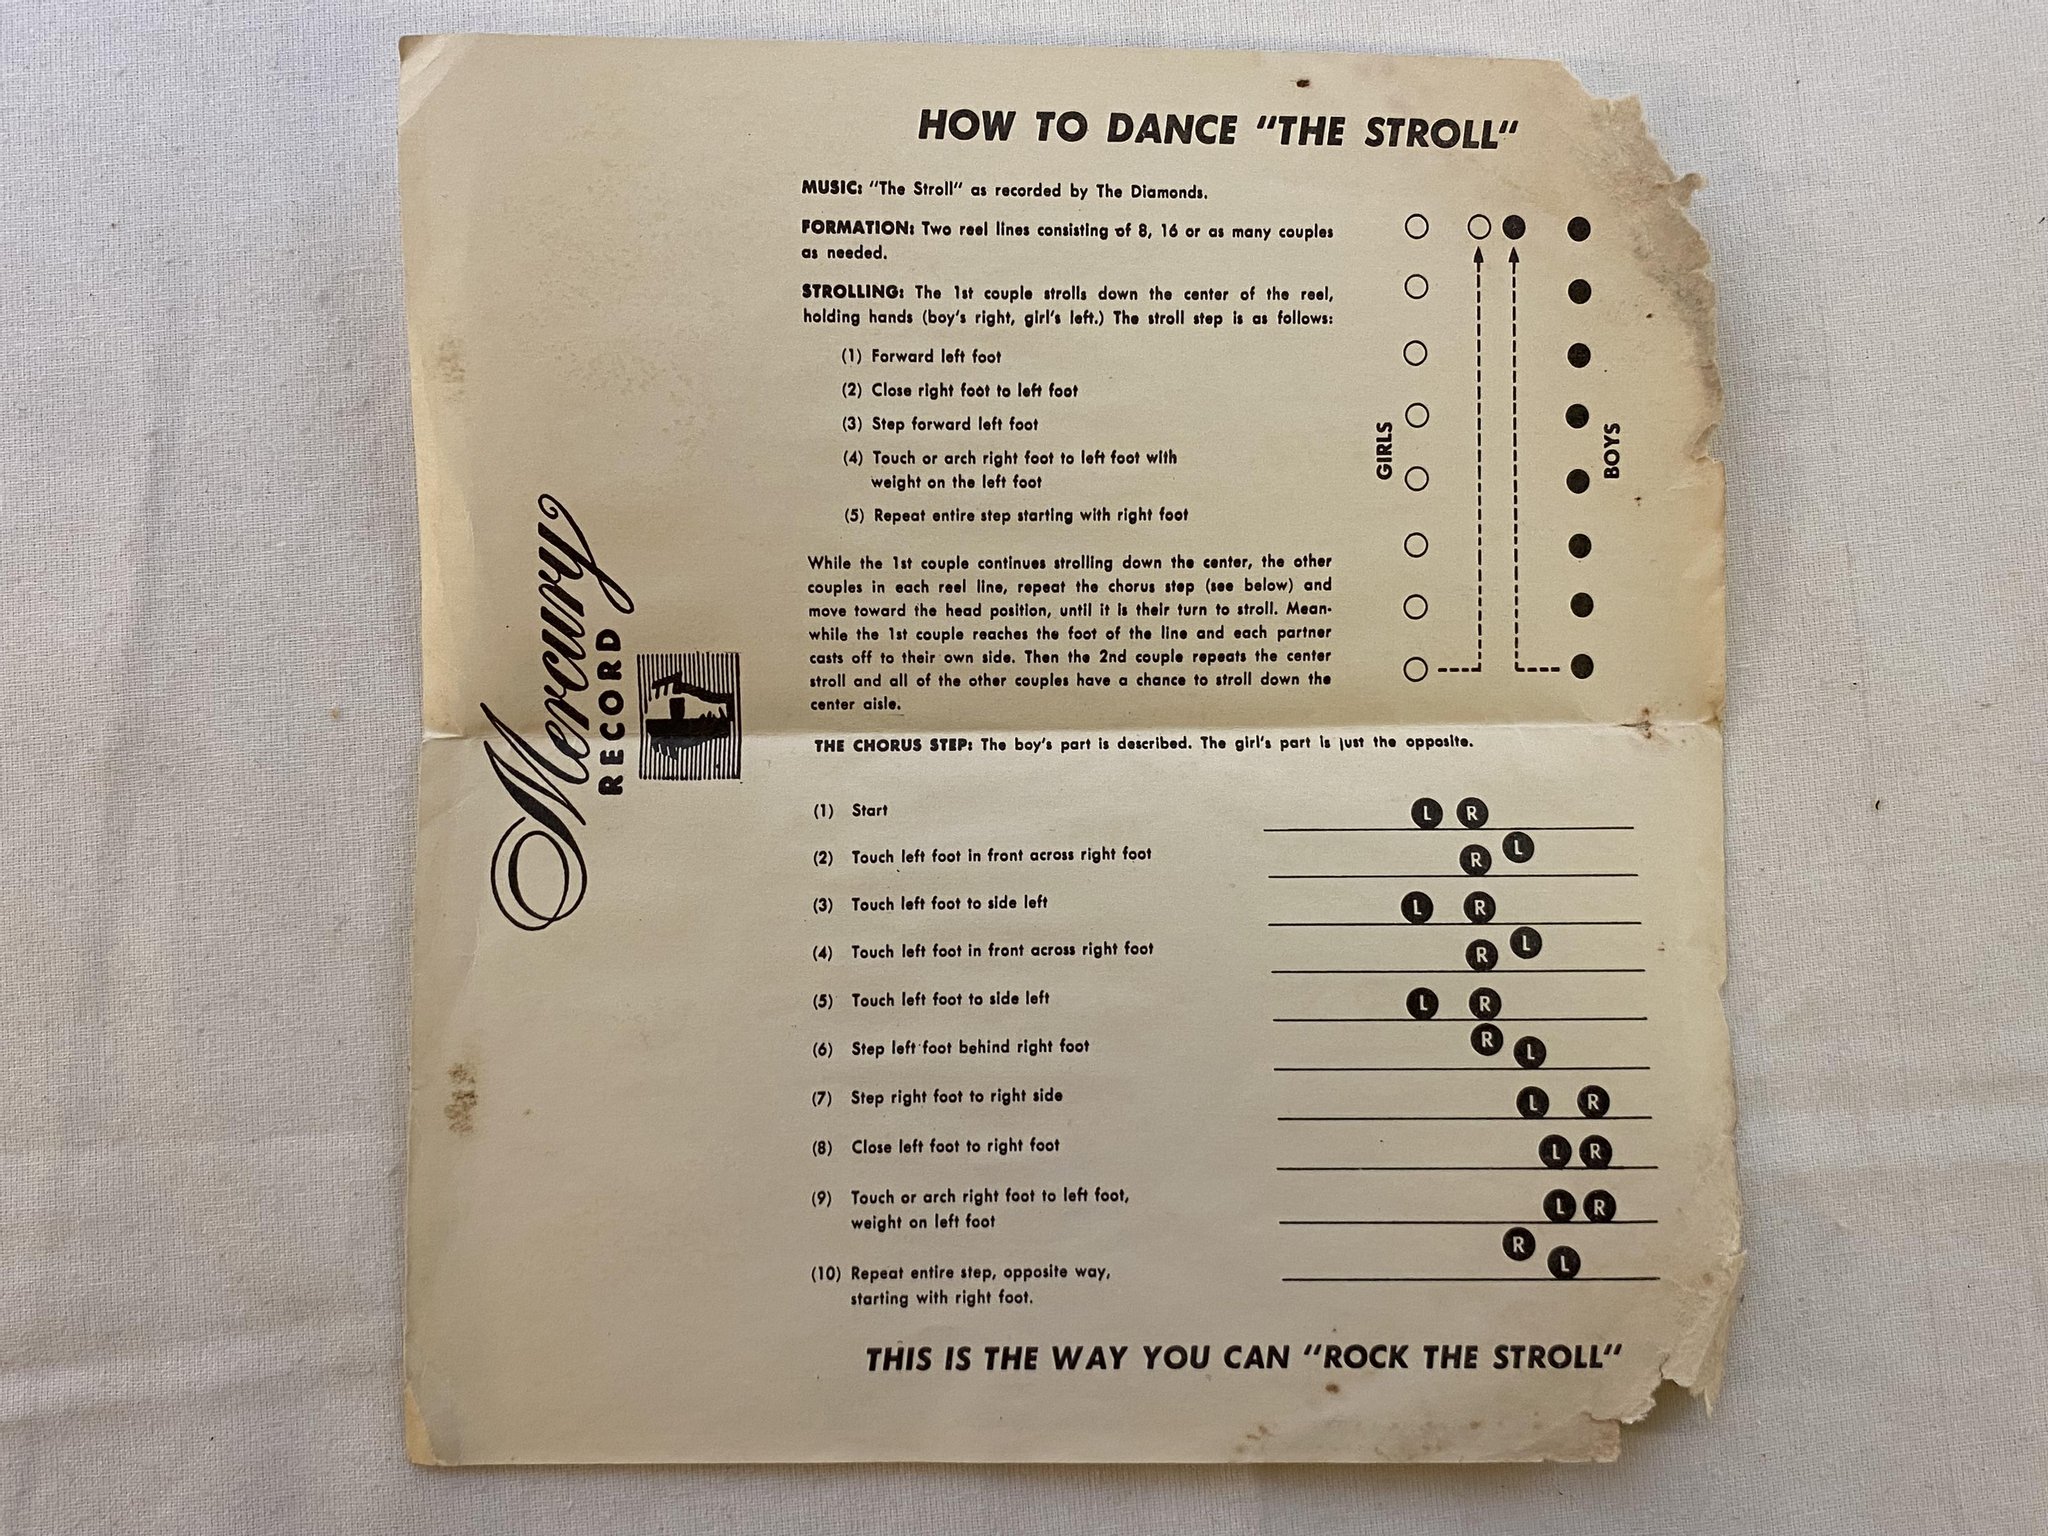 HOW TO DANCE "THE STROLL"
MUSIC: "The Stroll" as recorded by The Diamonds.
FORMATION: Two reel lines consisting of 8, 16 or as many couples
as needed.
STROLLING: The 1st couple strolls down the center of the reel,
holding hands (boy's right, girl's left.) The stroll step is as follows:
(1) Forward left foot
(2) Close right foot to left foot
(3) Step forward left foot
(4) Touch or arch right foot to left foot with
weight on the left foot
(5) Repeat entire step starting with right foot
GIRLS
BOYS
While the 1st couple continues strolling down the center, the other
couples in each reel line, repeat the chorus step (see below) and
move toward the head position, until it is their turn to stroll. Mean-
while the 1st couple reaches the foot of the line and each partner
casts off to their own side. Then the 2nd couple repeats the center
stroll and all of the other couples have a chance to stroll down the
center aisle.
Mercury
RECORD
THE CHORUS STEP: The boy's part is described. The girl's part is just the opposite.
(1) Start L R
(2) Touch left foot in front across right foot R L
(3) Touch left foot to side left L R
(4) Touch left foot in front across right foot R L
(5) Touch left foot to side left L R
(6) Step left foot behind right foot R L
(7) Step right foot to right side L R
(8) Close left foot to right foot L R
(9) Touch or arch right foot to left foot, L R
weight on left foot
(10) Repeat entire step, opposite way, R L
starting with right foot.
THIS IS THE WAY YOU CAN "ROCK THE STROLL"